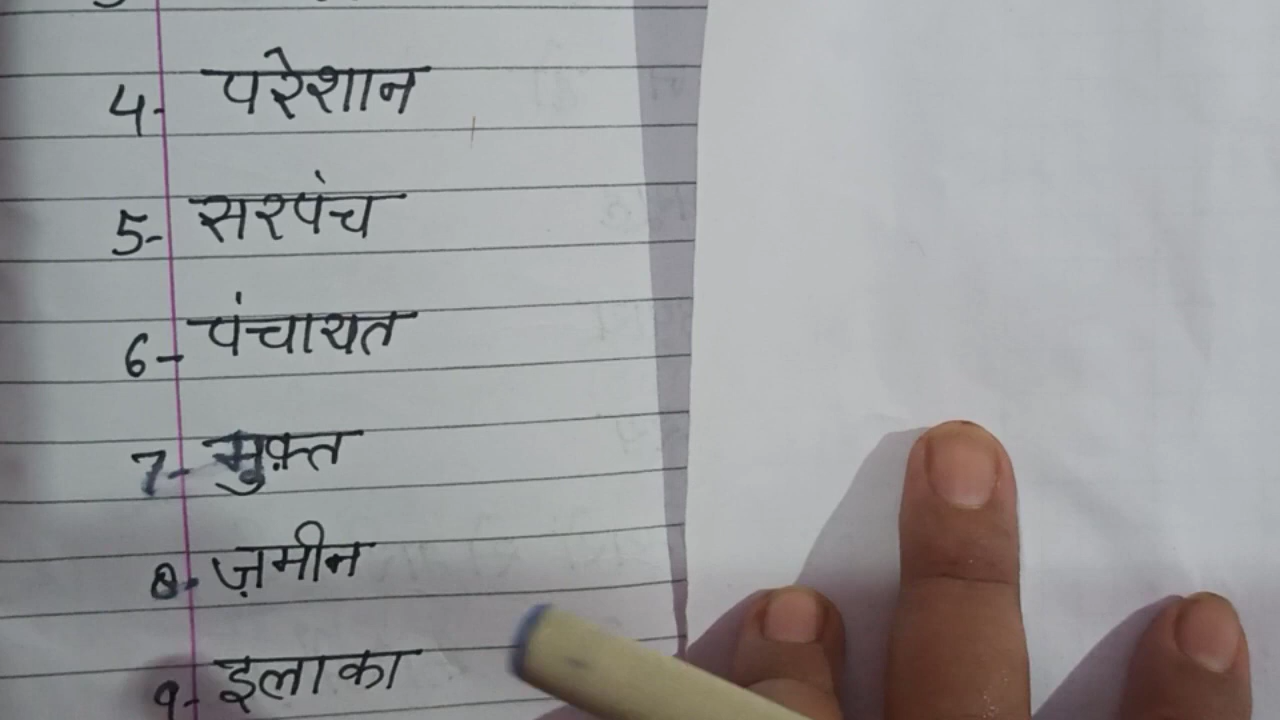 4- परेशान
5- सरपंच
6- पंचायत
7- मुफ़्त
8- ज़मीन
9- इलाका